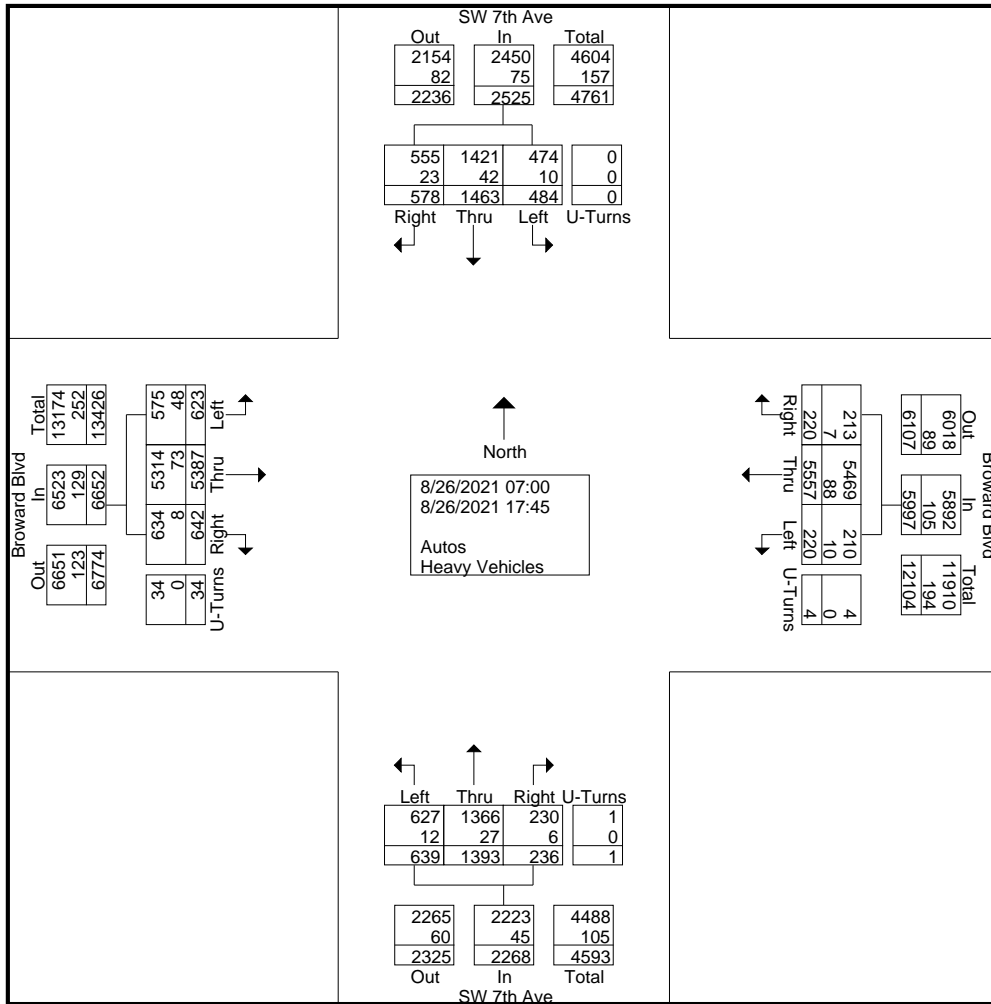 SW 7th Ave
Out In Total
2154 2450 4604
82 75 157
2236 2525 4761
555 1421 474 0
23 42 10 0
578 1463 484 0
Right Thru Left U-Turns
Broward Blvd
Total In Out
13174 6523 6651
252 129 123
13426 6652 6774
575 5314 634 34
48 73 8 0
623 5387 642 34
Left Thru Right U-Turns
North
8/26/2021 07:00
8/26/2021 17:45
Autos
Heavy Vehicles
Right Thru Left U-Turns
220 5557 220 4
7 88 10 0
213 5469 210 4
Out In Total
6018 5892 11910
89 105 194
6107 5997 12104
Broward Blvd
Left Thru Right U-Turns
627 1366 230 1
12 27 6 0
639 1393 236 1
2265 2223 4488
60 45 105
2325 2268 4593
Out In Total
SW 7th Ave